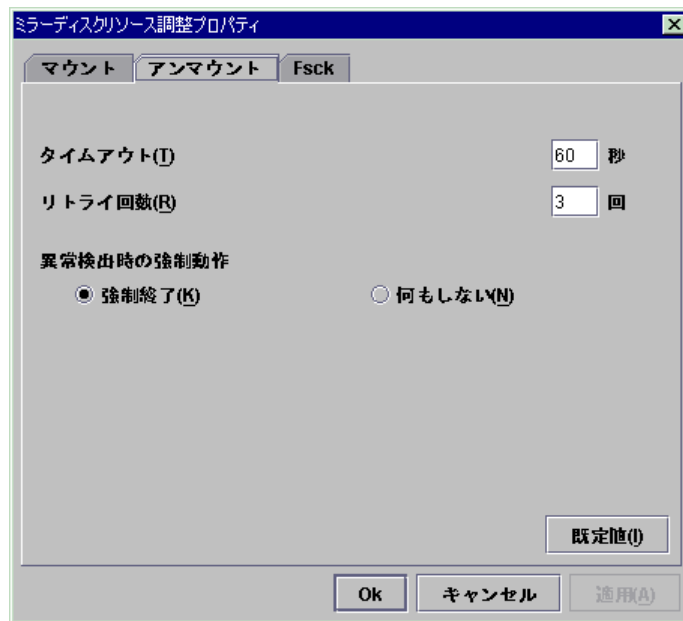 ミラーディスクリソース調整プロパティ
マウント アンマウント Fsck
タイムアウト(T) 60 秒
リトライ回数(R) 3 回
異常検出時の強制動作
強制終了(K) 何もしない(N)
既定値(I)
Ok キャンセル 適用(A)